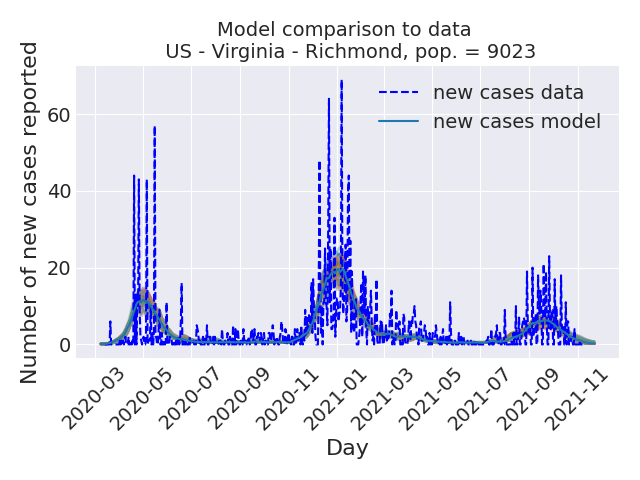 Model comparison to data
US - Virginia - Richmond, pop. = 9023
Number of new cases reported
60
40
20
0
new cases data
new cases model
2020-03
2020-05
2020-07
2020-09
2020-11
2021-01
2021-03
2021-05
2021-07
2021-09
2021-11
Day